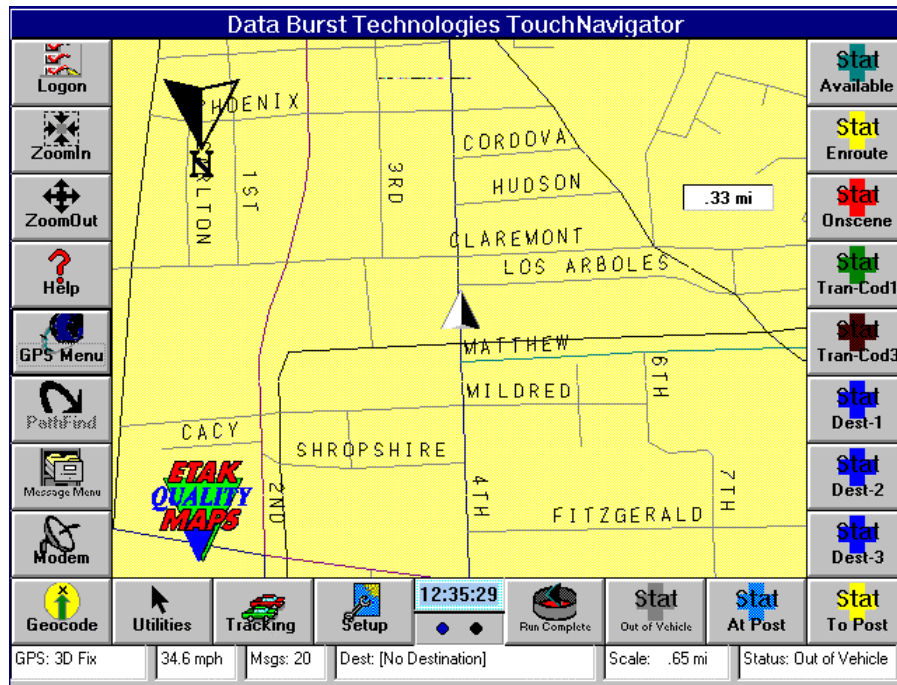 Data Burst Technologies TouchNavigator
Logon
ZoomIn
ZoomOut
Help
GPS Menu
PathFind
Message Menu
Modem
PHOENIX
CORDOVA
HUDSON
1ST
3RD
.33 mi
N
CLAREMONT
LOS ARBOLES
MATTHEW
6TH
MILDRED
CACY
SHROPSHIRE
ETAK
QUALITY
MAPS
2ND
4TH
7TH
FITZGERALD
Stat
Available
Stat
Enroute
Stat
Onscene
Stat
Tran-Cod1
Stat
Tran-Cod3
Stat
Dest-1
Stat
Dest-2
Stat
Dest-3
X
Geocode
Utilities
Tracking
Setup
12:35:29
Run Complete
Stat
Out of Vehicle
Stat
At Post
Stat
To Post
GPS: 3D Fix
34.6 mph
Msgs: 20
Dest: [No Destination]
Scale: .65 mi
Status: Out of Vehicle